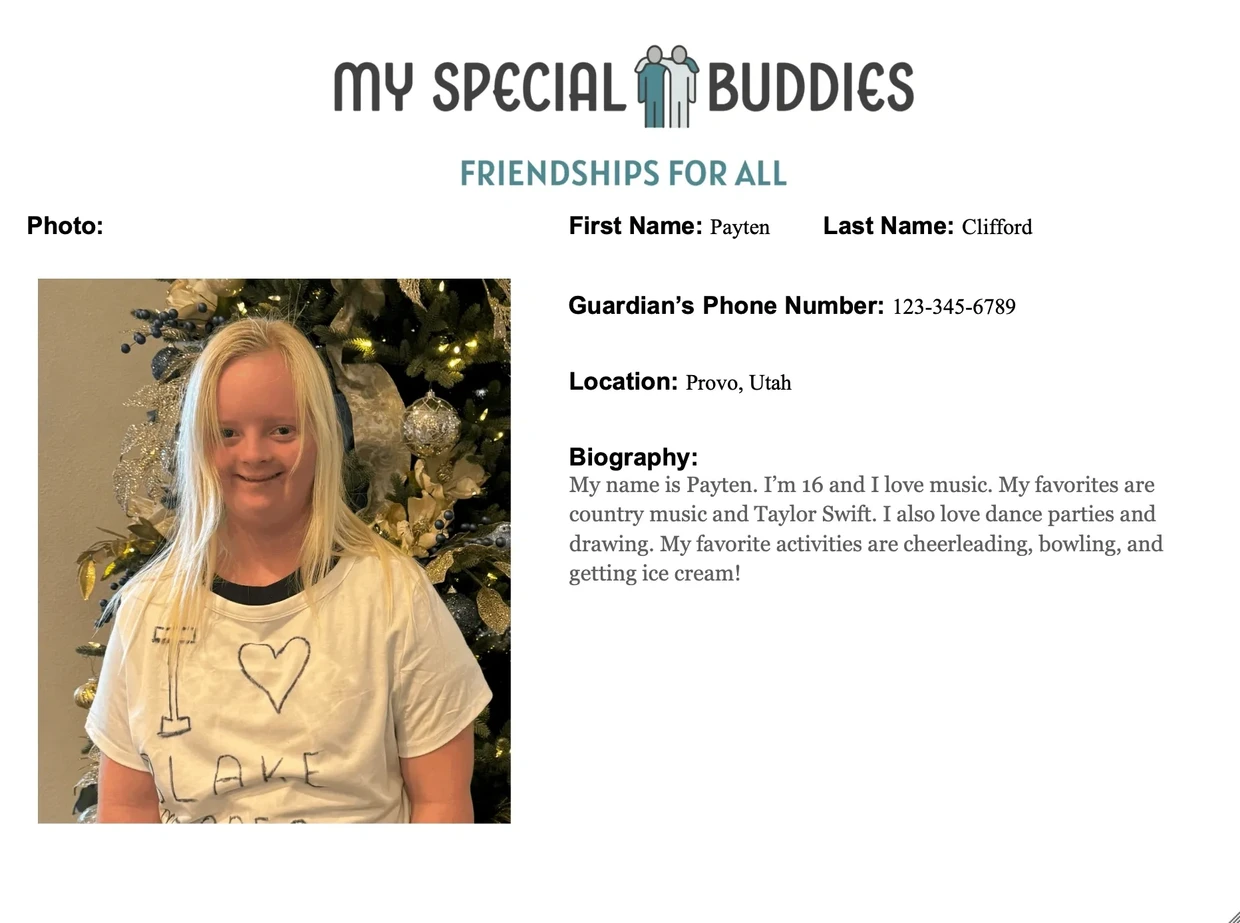 MY SPECIAL BUDDIES
FRIENDSHIPS FOR ALL
Photo:
First Name: Payten Last Name: Clifford
Guardian’s Phone Number: 123-345-6789
Location: Provo, Utah
Biography:
My name is Payten. I’m 16 and I love music. My favorites are
country music and Taylor Swift. I also love dance parties and
drawing. My favorite activities are cheerleading, bowling, and
getting ice cream!
I
LAKE